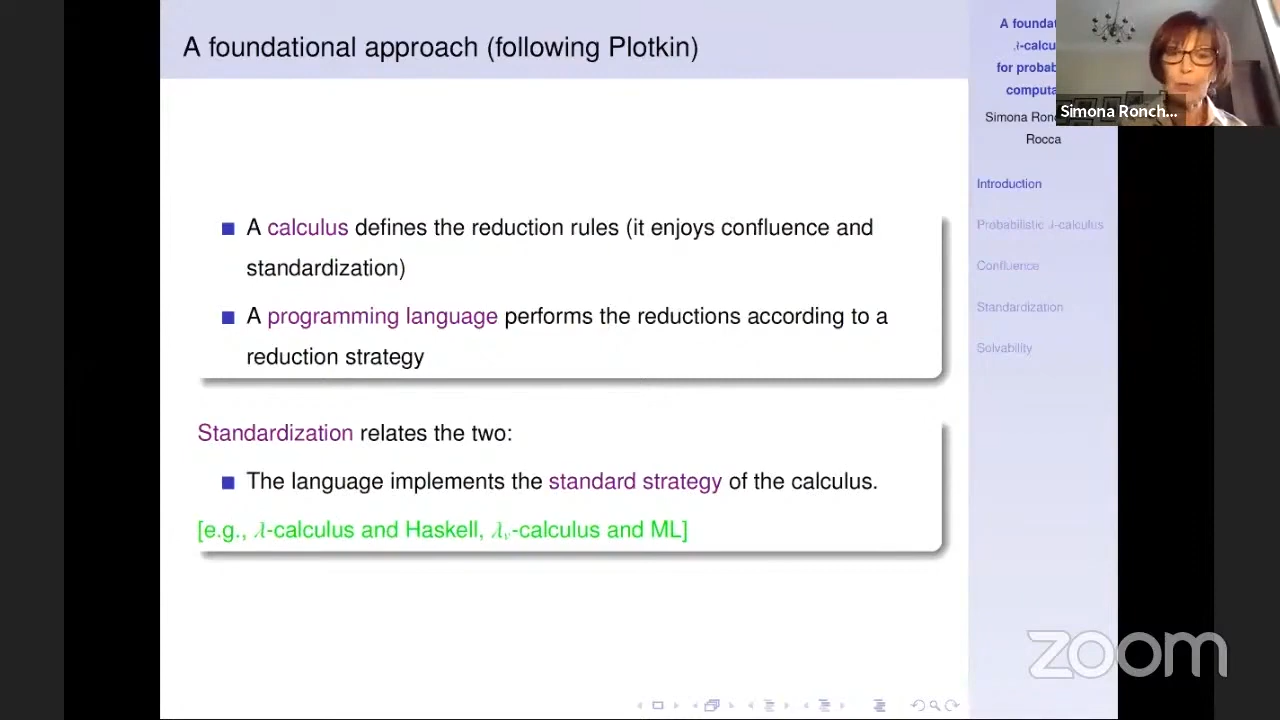 A foundational approach (following Plotkin)
A calculus defines the reduction rules (it enjoys confluence and
standardization)
A programming language performs the reductions according to a
reduction strategy
Standardization relates the two:
The language implements the standard strategy of the calculus.
[e.g., λ-calculus and Haskell, λᵥ-calculus and ML]
A foundat
λ-calcu
for probab
computa
Simona Ron
Rocca
Introduction
Probabilistic λ-calculus
Confluence
Standardization
Solvability
Simona Ronch...
zoom